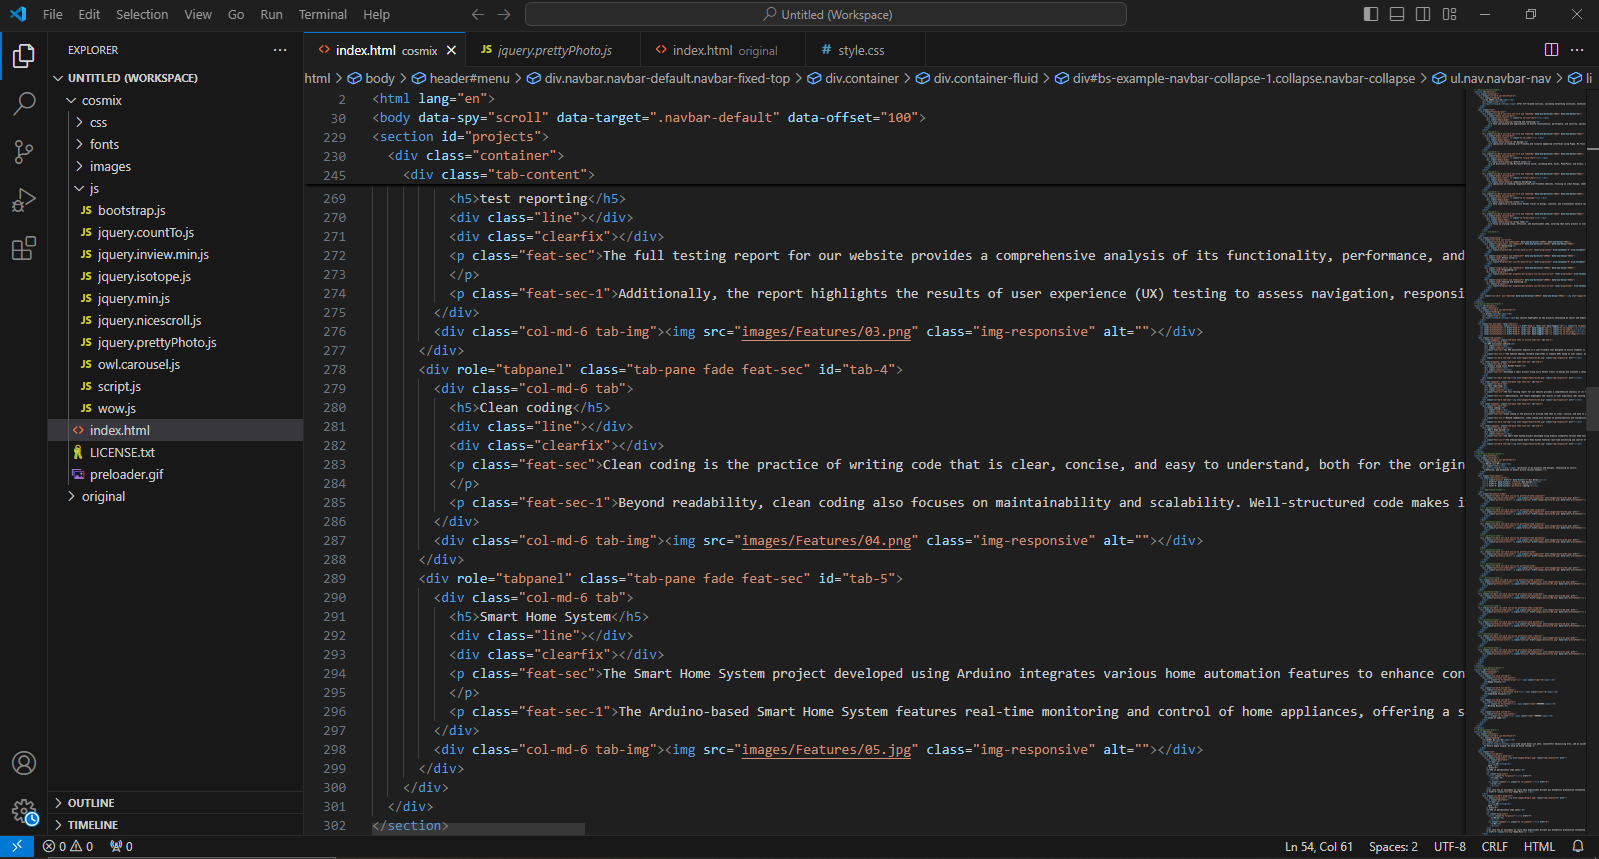 File Edit Selection View Go Run Terminal Help
Untitled (Workspace)
EXPLORER
index.html cosmix
jquery.prettyPhoto.js
index.html original
style.css
UNTITLED (WORKSPACE)
cosmix
css
fonts
images
js
JS bootstrap.js
JS jquery.countTo.js
JS jquery.inview.min.js
JS jquery.isotope.js
JS jquery.min.js
JS jquery.nicescroll.js
JS jquery.prettyPhoto.js
JS owl.carousel.js
JS script.js
JS wow.js
index.html
LICENSE.txt
preloader.gif
original
OUTLINE
TIMELINE
html > body > header#menu > div.navbar.navbar-default.navbar-fixed-top > div.container > div.container-fluid > div#bs-example-navbar-collapse-1.collapse.navbar-collapse > ul.nav.navbar-nav > li
2 <html lang="en">
30 <body data-spy="scroll" data-target=".navbar-default" data-offset="100">
229 <section id="projects">
230 <div class="container">
245 <div class="tab-content">
269 <h5>test reporting</h5>
270 <div class="line"></div>
271 <div class="clearfix"></div>
272 <p class="feat-sec">The full testing report for our website provides a comprehensive analysis of its functionality, performance, and
273 </p>
274 <p class="feat-sec-1">Additionally, the report highlights the results of user experience (UX) testing to assess navigation, responsi
275 </div>
276 <div class="col-md-6 tab-img"><img src="images/Features/03.png" class="img-responsive" alt=""></div>
277 </div>
278 <div role="tabpanel" class="tab-pane fade feat-sec" id="tab-4">
279 <div class="col-md-6 tab">
280 <h5>Clean coding</h5>
281 <div class="line"></div>
282 <div class="clearfix"></div>
283 <p class="feat-sec">Clean coding is the practice of writing code that is clear, concise, and easy to understand, both for the origin
284 </p>
285 <p class="feat-sec-1">Beyond readability, clean coding also focuses on maintainability and scalability. Well-structured code makes i
286 </div>
287 <div class="col-md-6 tab-img"><img src="images/Features/04.png" class="img-responsive" alt=""></div>
288 </div>
289 <div role="tabpanel" class="tab-pane fade feat-sec" id="tab-5">
290 <div class="col-md-6 tab">
291 <h5>Smart Home System</h5>
292 <div class="line"></div>
293 <div class="clearfix"></div>
294 <p class="feat-sec">The Smart Home System project developed using Arduino integrates various home automation features to enhance con
295 </p>
296 <p class="feat-sec-1">The Arduino-based Smart Home System features real-time monitoring and control of home appliances, offering a s
297 </div>
298 <div class="col-md-6 tab-img"><img src="images/Features/05.jpg" class="img-responsive" alt=""></div>
299 </div>
300 </div>
301 </div>
302 </section>
0 0 0
Ln 54, Col 61 Spaces: 2 UTF-8 CRLF HTML